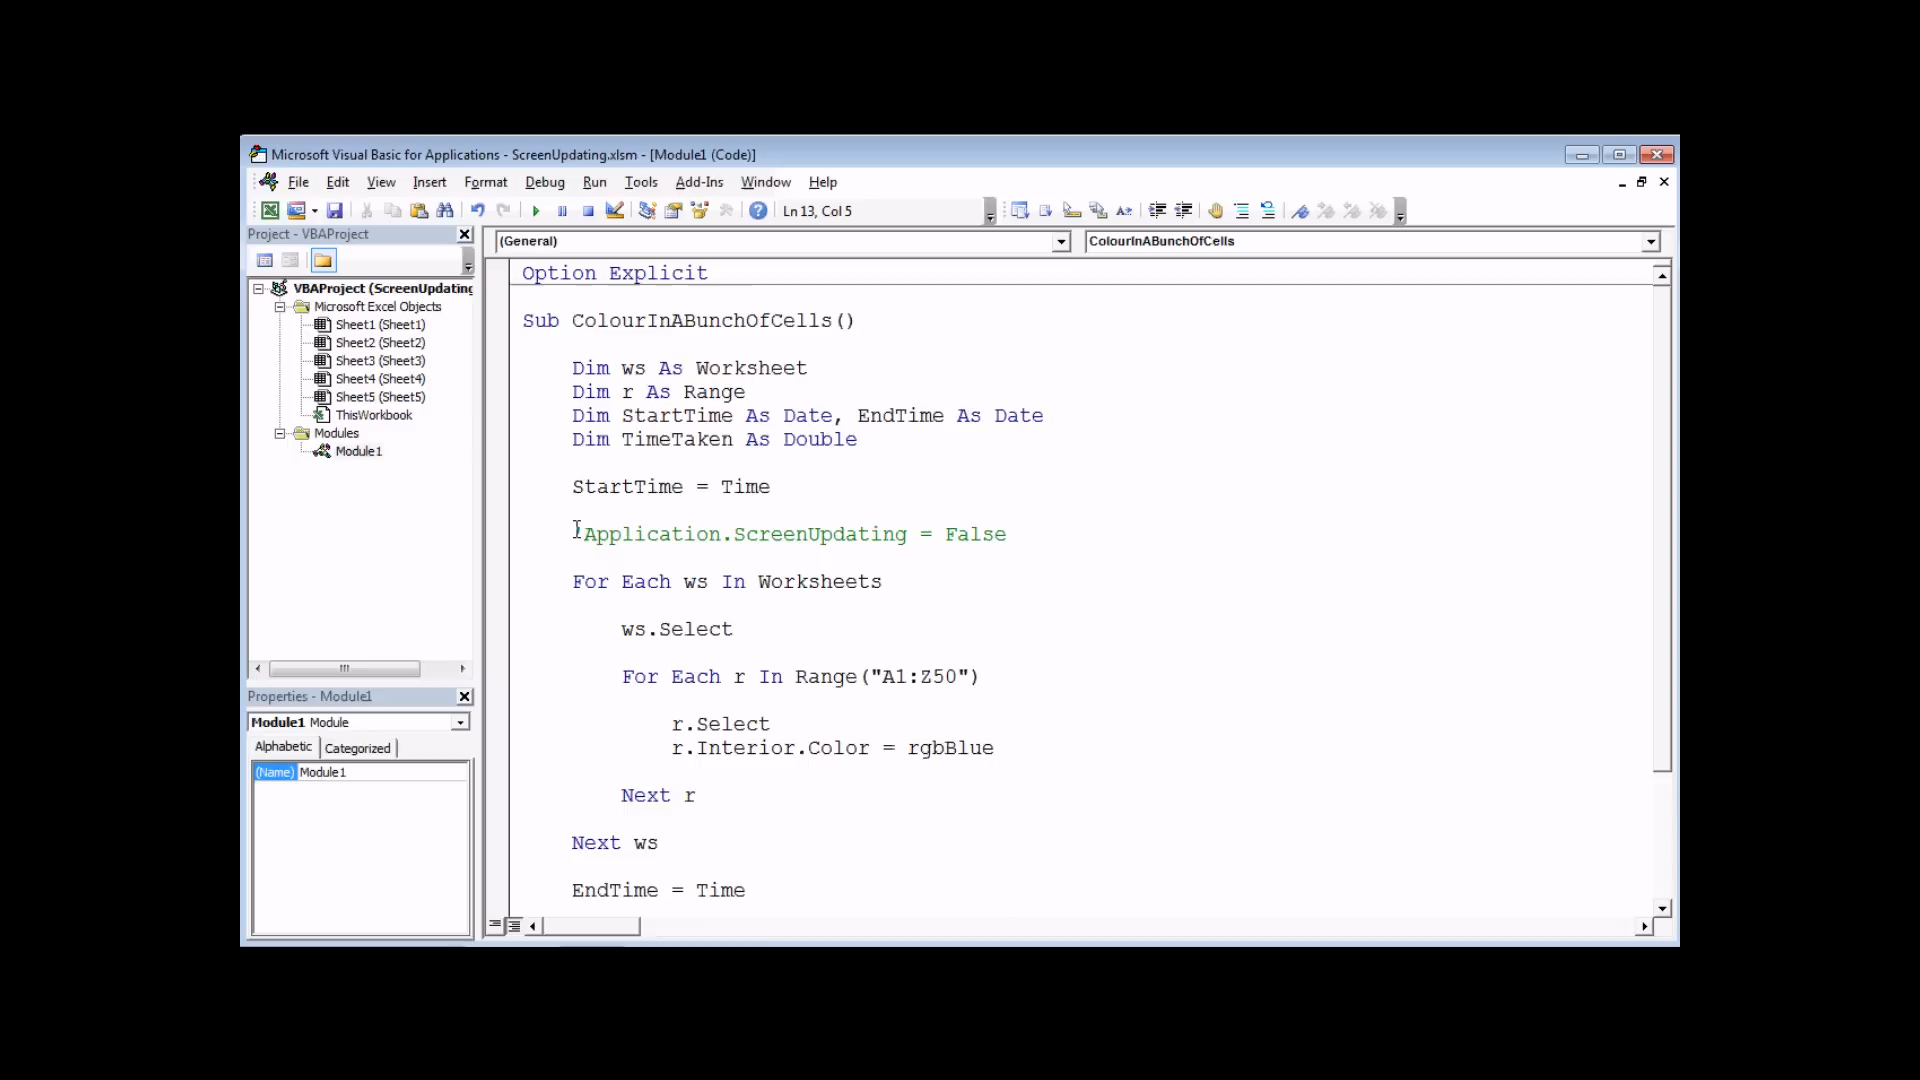 Microsoft Visual Basic for Applications - ScreenUpdating.xlsm - [Module1 (Code)]
File Edit View Insert Format Debug Run Tools Add-Ins Window Help
Ln 13, Col 5
Project - VBAProject
(General)
ColourInABunchOfCells
VBAProject (ScreenUpdating
Microsoft Excel Objects
Sheet1 (Sheet1)
Sheet2 (Sheet2)
Sheet3 (Sheet3)
Sheet4 (Sheet4)
Sheet5 (Sheet5)
ThisWorkbook
Modules
Module1
Properties - Module1
Module1 Module
Alphabetic Categorized
(Name) Module1
Option Explicit
Sub ColourInABunchOfCells()
Dim ws As Worksheet
Dim r As Range
Dim StartTime As Date, EndTime As Date
Dim TimeTaken As Double
StartTime = Time
'Application.ScreenUpdating = False
For Each ws In Worksheets
ws.Select
For Each r In Range("A1:Z50")
r.Select
r.Interior.Color = rgbBlue
Next r
Next ws
EndTime = Time